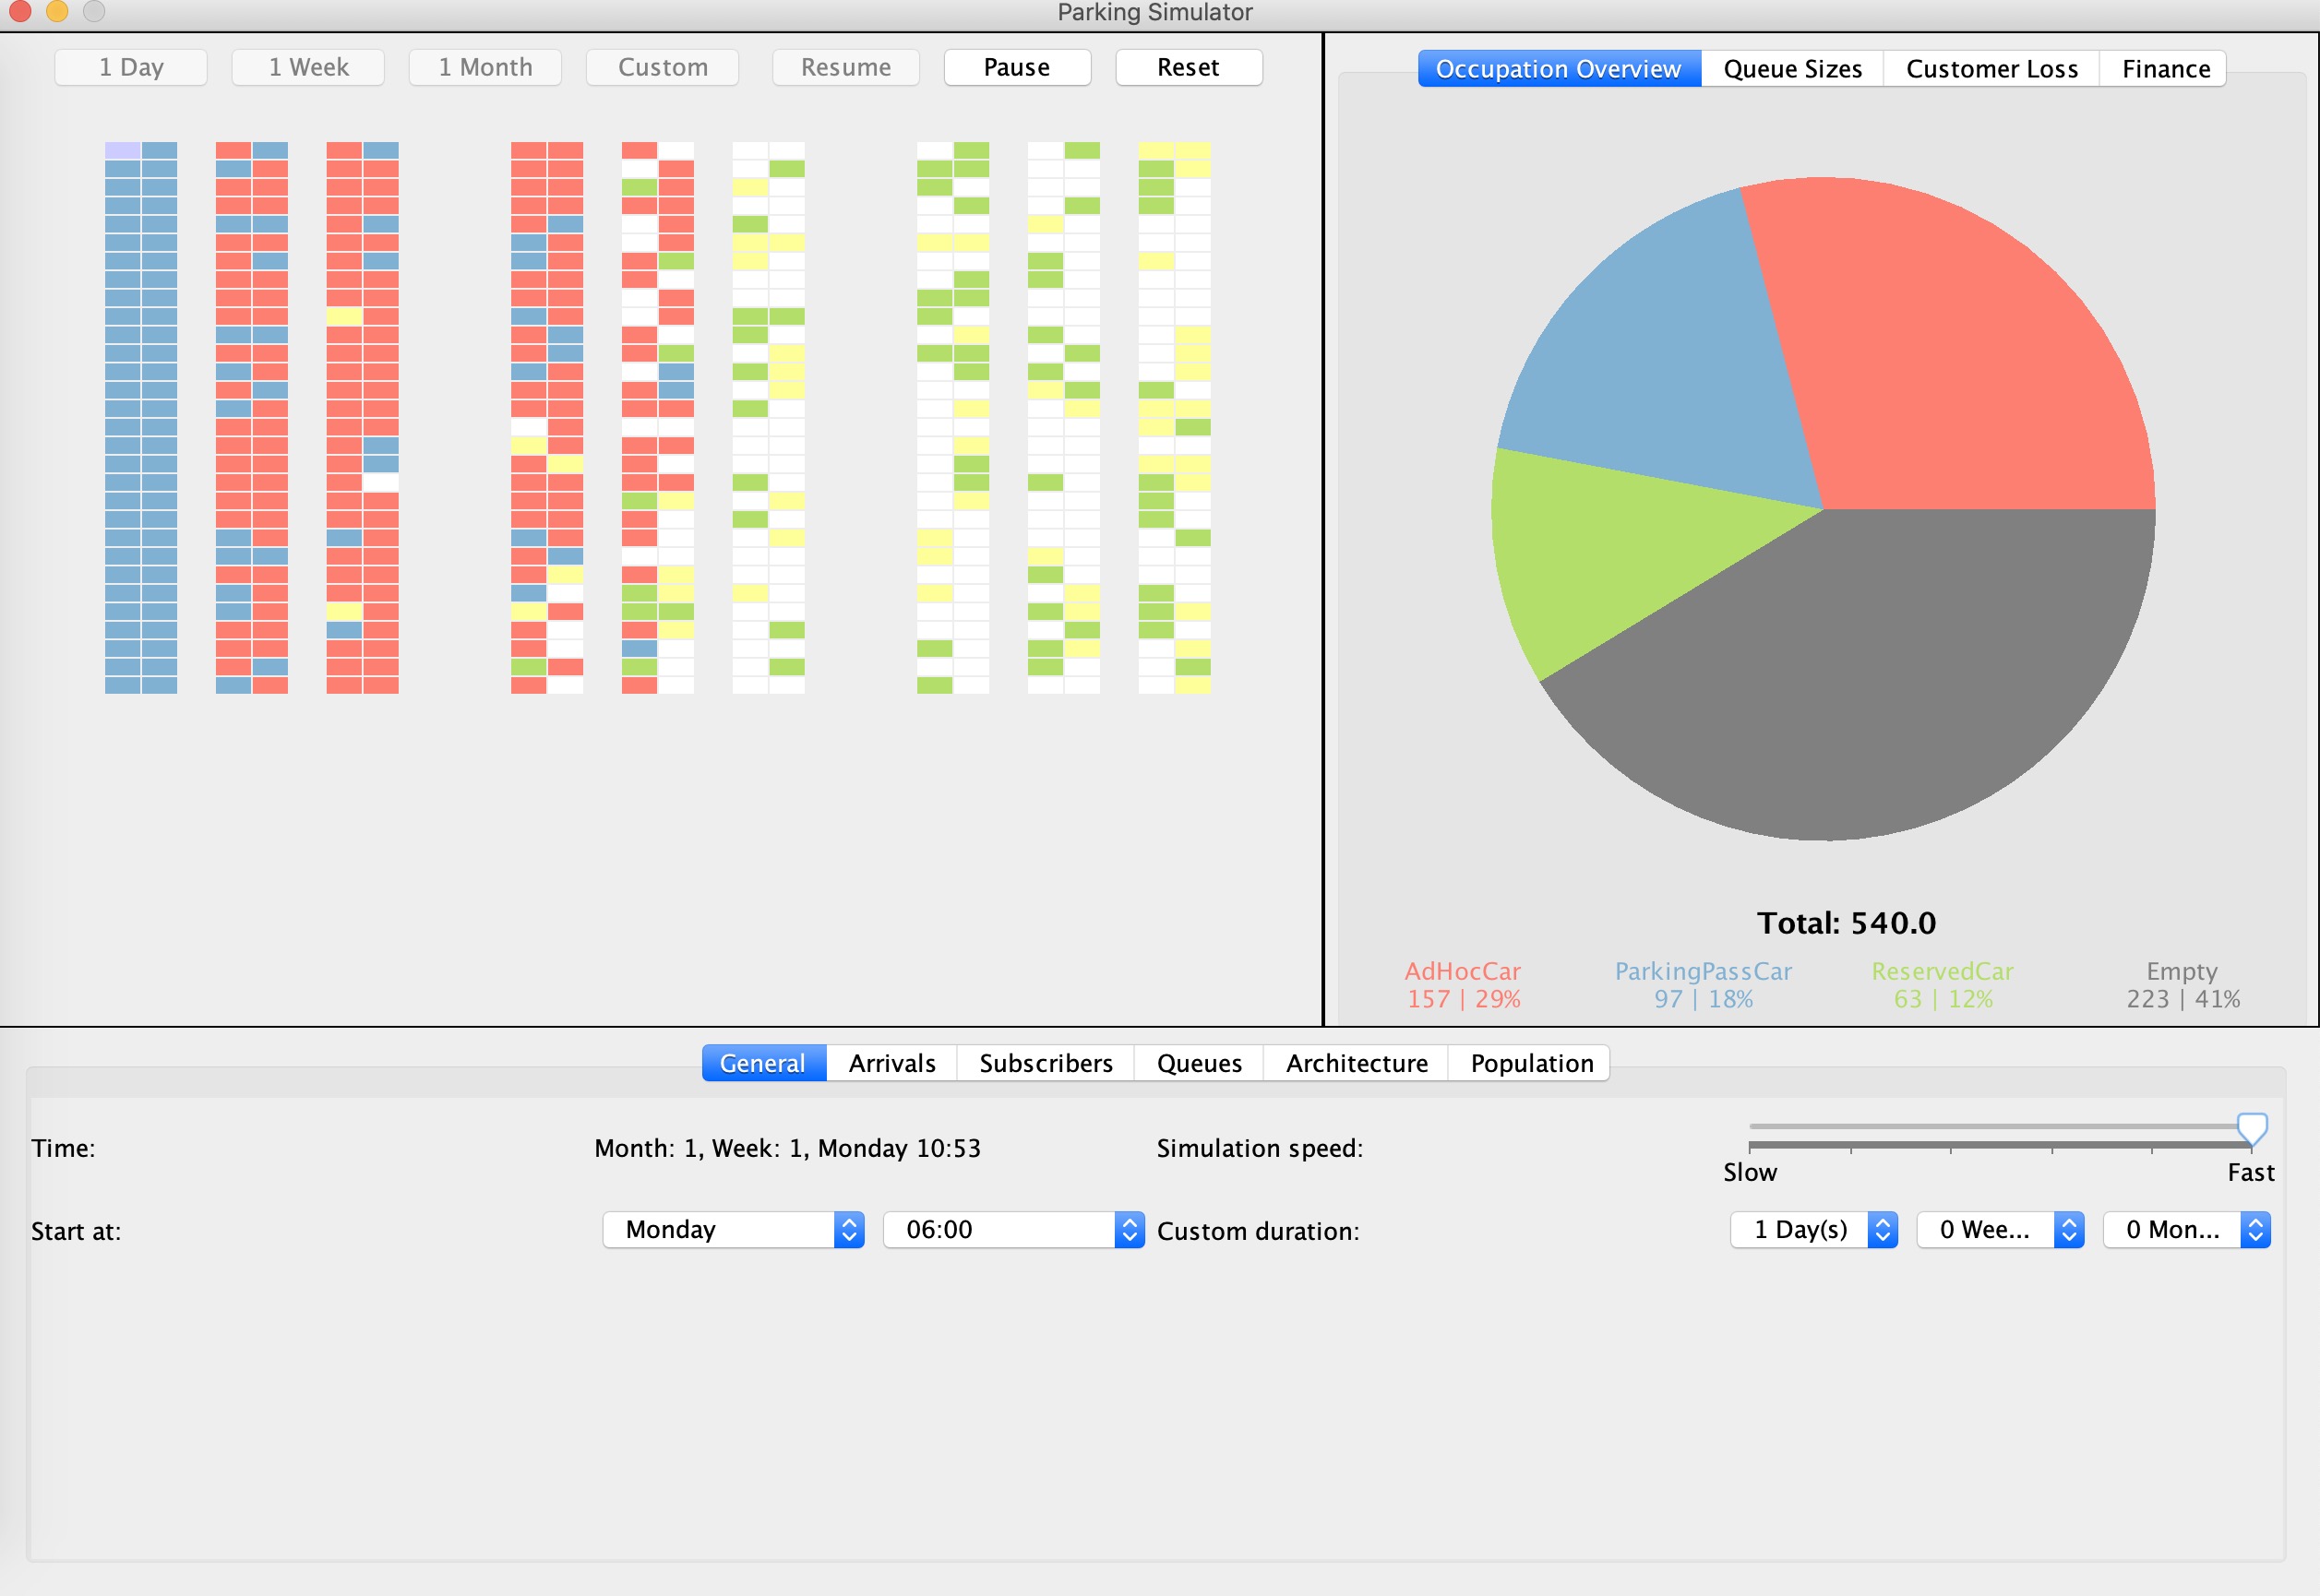 Parking Simulator
1 Day 1 Week 1 Month Custom Resume Pause Reset
Occupation Overview Queue Sizes Customer Loss Finance
Total: 540.0
AdHocCar ParkingPassCar ReservedCar Empty
157 | 29% 97 | 18% 63 | 12% 223 | 41%
General Arrivals Subscribers Queues Architecture Population
Time: Month: 1, Week: 1, Monday 10:53 Simulation speed:
Slow Fast
Start at: Monday 06:00 Custom duration: 1 Day(s) 0 Wee... 0 Mon...